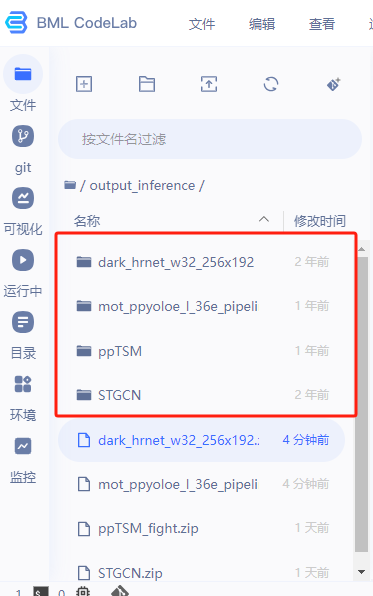 BML CodeLab 文件 编辑 查看
文件
git
可视化
运行中
目录
环境
监控
按文件名过滤
/ output_inference /
名称 修改时间
dark_hrnet_w32_256x192 2 年前
mot_ppyoloe_l_36e_pipeli 1 年前
ppTSM 1 年前
STGCN 2 年前
dark_hrnet_w32_256x192.: 4 分钟前
mot_ppyoloe_l_36e_pipeli 4 分钟前
ppTSM_fight.zip 1 天前
STGCN.zip 1 天前
1 $ 0